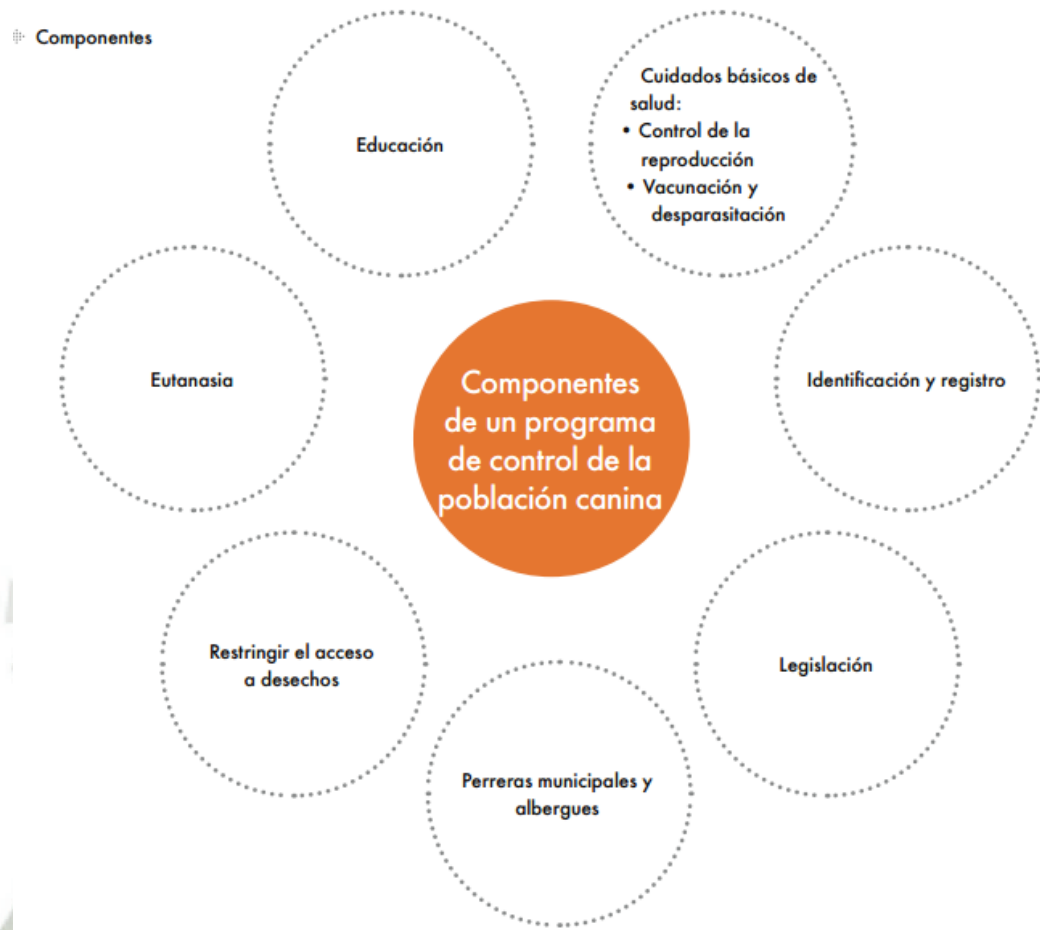 Componentes
Educación
Cuidados básicos de
salud:
• Control de la
reproducción
• Vacunación y
desparasitación
Eutanasia
Componentes
de un programa
de control de la
población canina
Identificación y registro
Restringir el acceso
a desechos
Legislación
Perreras municipales y
albergues